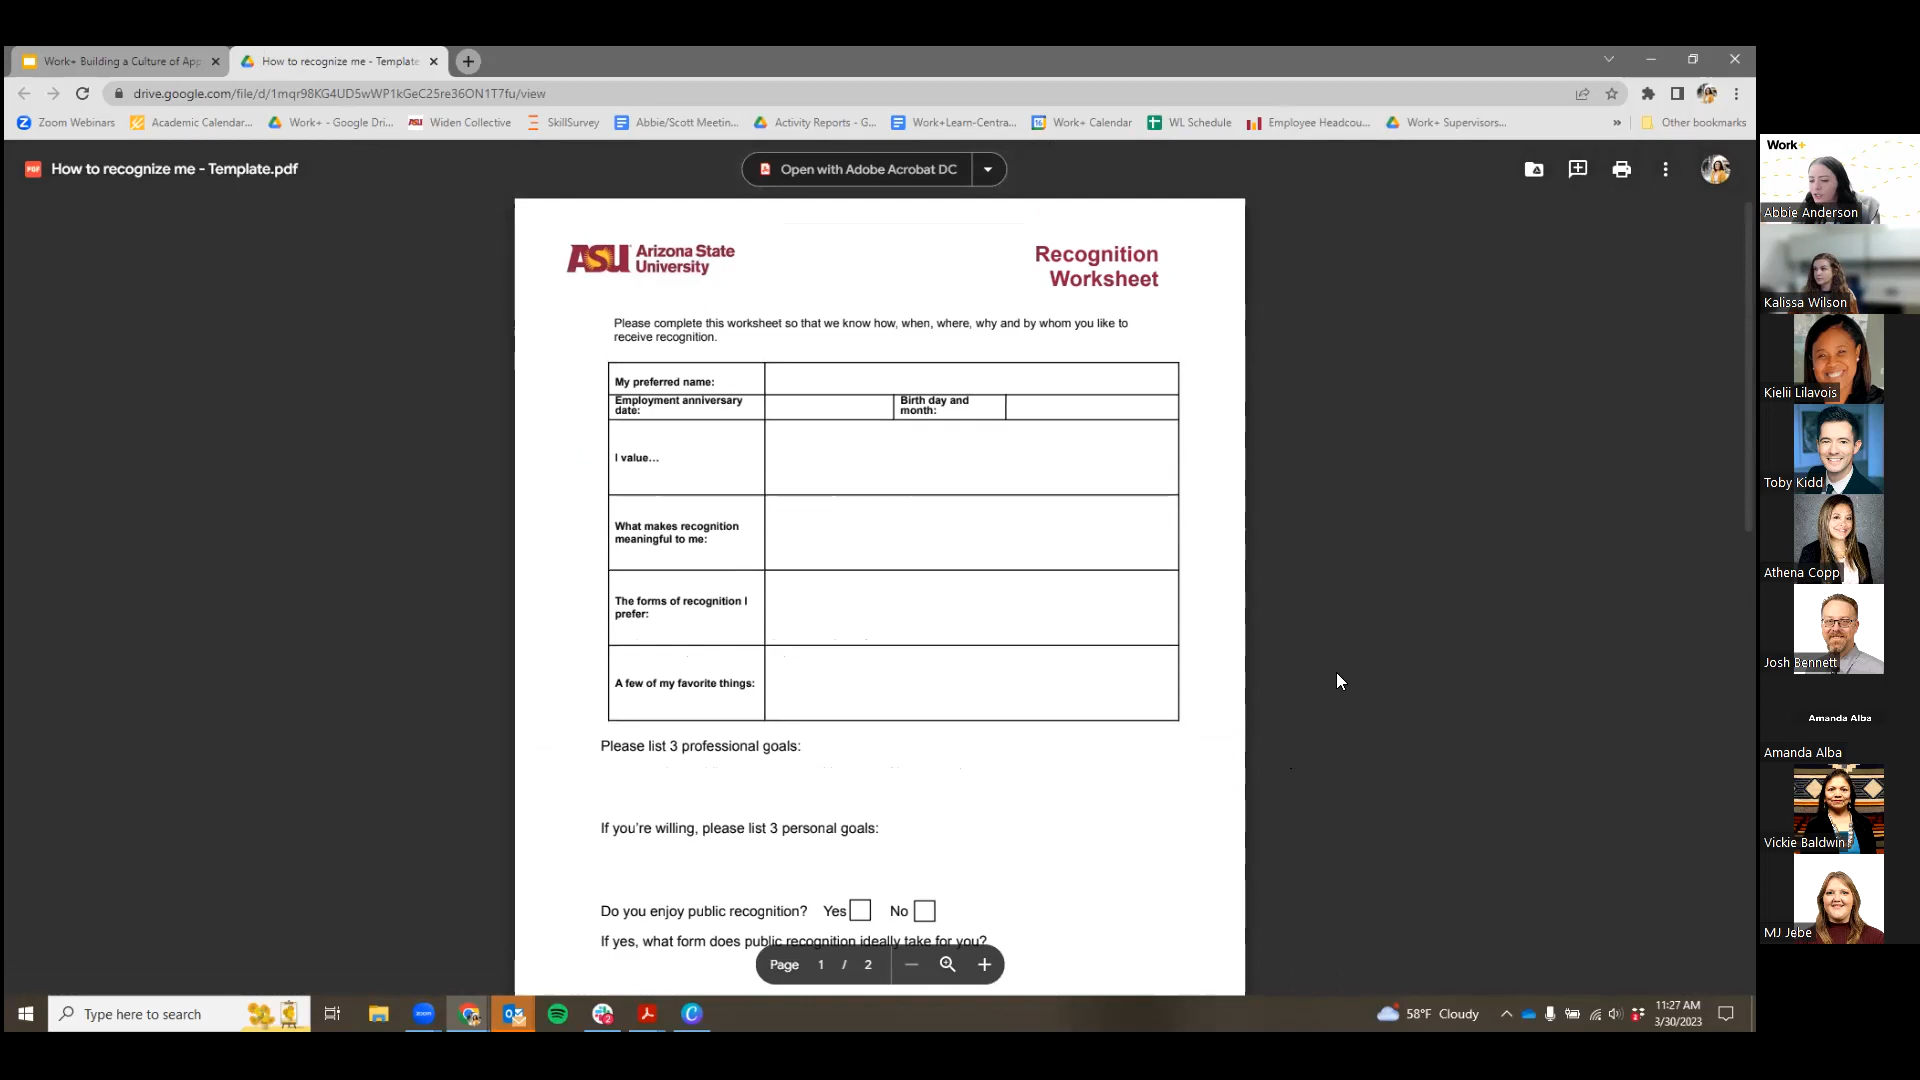 Work+ Building a Culture of App
How to recognize me - Template
drive.google.com/file/d/1mqr98KG4UD5wWP1kGeC25re36ON1T7fu/view
Zoom Webinars
Academic Calendar...
Work+ - Google Dri...
ASU
Widen Collective
SkillSurvey
Abbie/Scott Meetin...
Activity Reports - G...
Work+Learn-Centra...
16
Work+ Calendar
WL Schedule
Employee Headcou...
Work+ Supervisors...
»
Other bookmarks
PDF
How to recognize me - Template.pdf
Open with Adobe Acrobat DC
ASU Arizona State
University
Recognition
Worksheet
Please complete this worksheet so that we know how, when, where, why and by whom you like to
receive recognition.
My preferred name:
Employment anniversary
date:
Birth day and
month:
I value...
What makes recognition
meaningful to me:
The forms of recognition I
prefer:
A few of my favorite things:
Please list 3 professional goals:
If you're willing, please list 3 personal goals:
Do you enjoy public recognition? Yes No
If yes, what form does public recognition ideally take for you?
Page 1 / 2
Work+
Abbie Anderson
Kalissa Wilson
Kielii Lilavois
Toby Kidd
Athena Copp
Josh Bennett
Amanda Alba
Amanda Alba
Vickie Baldwin
MJ Jebe
Type here to search
zoom
58°F Cloudy
11:27 AM
3/30/2023